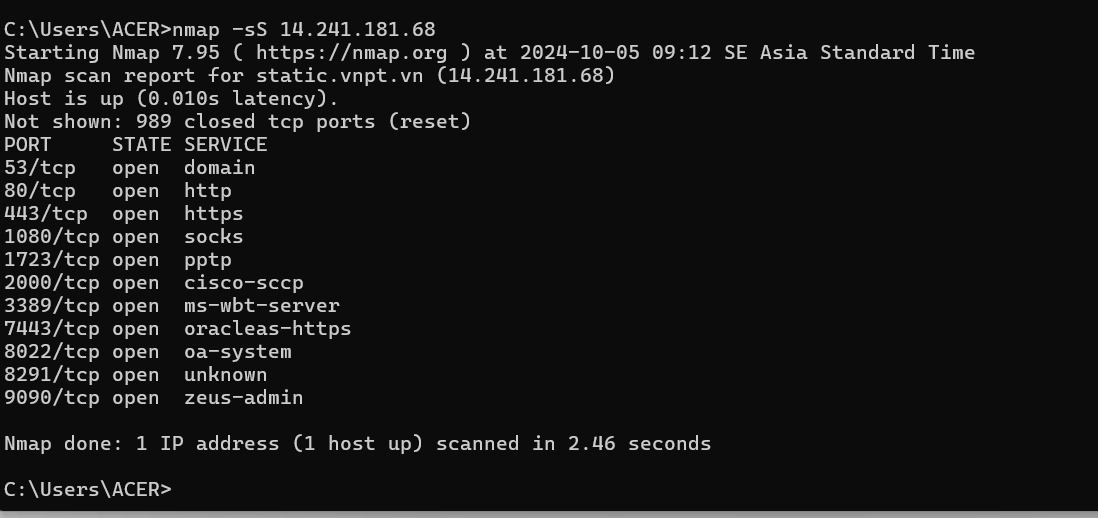 C:\Users\ACER>nmap -sS 14.241.181.68
Starting Nmap 7.95 ( https://nmap.org ) at 2024-10-05 09:12 SE Asia Standard Time
Nmap scan report for static.vnpt.vn (14.241.181.68)
Host is up (0.010s latency).
Not shown: 989 closed tcp ports (reset)
PORT     STATE SERVICE
53/tcp   open  domain
80/tcp   open  http
443/tcp  open  https
1080/tcp open  socks
1723/tcp open  pptp
2000/tcp open  cisco-sccp
3389/tcp open  ms-wbt-server
7443/tcp open  oracleas-https
8022/tcp open  oa-system
8291/tcp open  unknown
9090/tcp open  zeus-admin
Nmap done: 1 IP address (1 host up) scanned in 2.46 seconds
C:\Users\ACER>